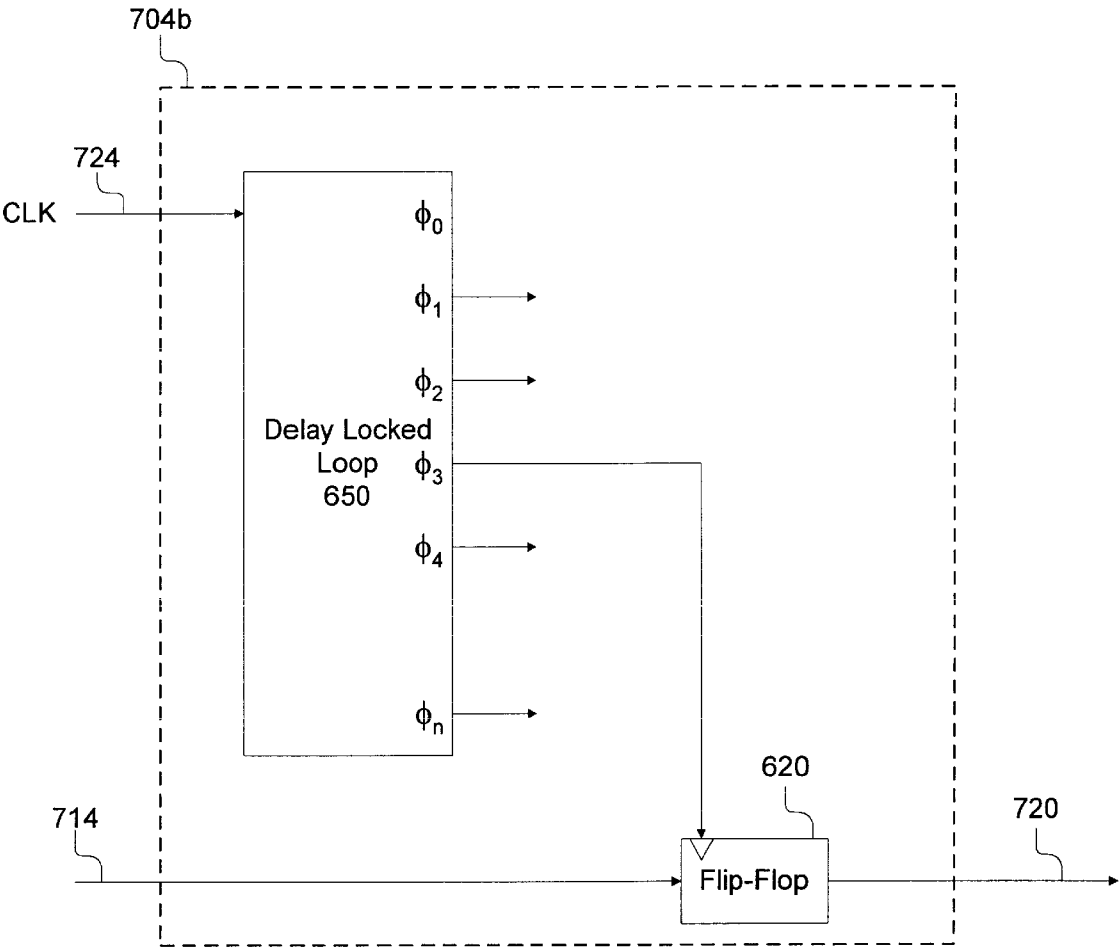 704b
724
CLK
ϕ0
ϕ1
ϕ2
Delay Locked
Loop ϕ3
650
ϕ4
ϕn
620
714
720
Flip-Flop